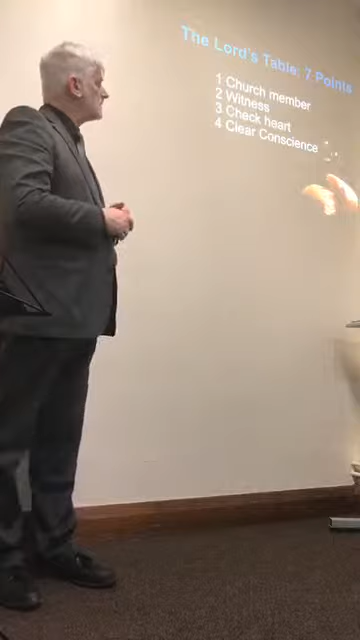 The Lord's Table: 7 Points
1 Church member
2 Witness
3 Check heart
4 Clear Conscience